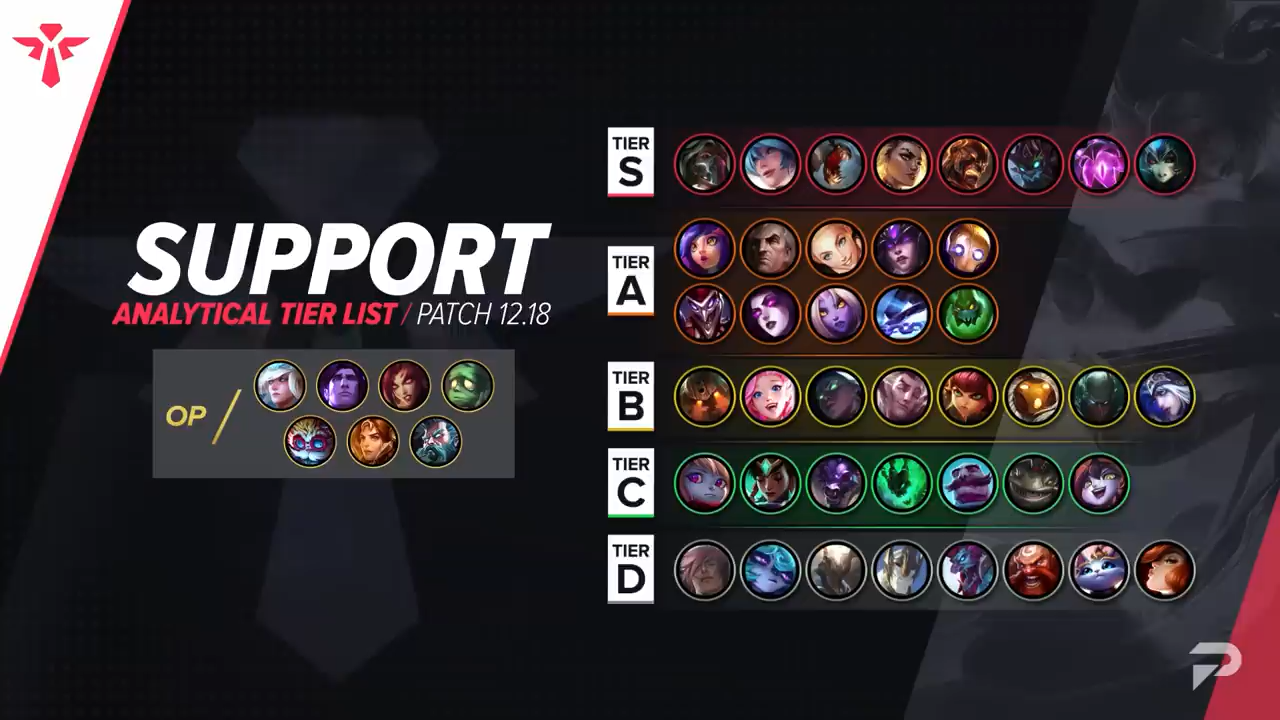 SUPPORT
ANALYTICAL TIER LIST / PATCH 12.18
OP /
TIER
S
TIER
A
TIER
B
TIER
C
TIER
D